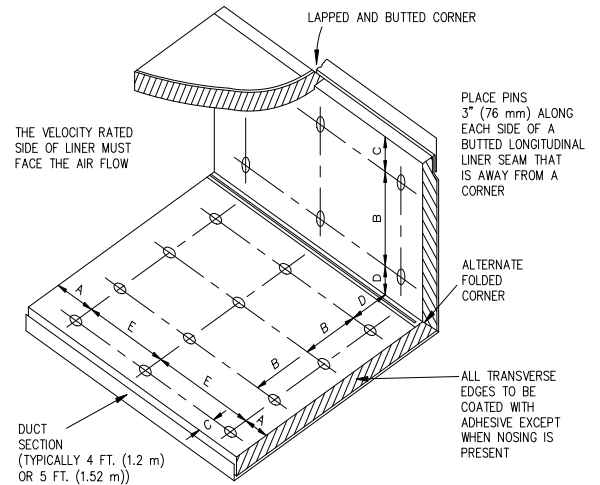 LAPPED AND BUTTED CORNER
PLACE PINS
3" (76 mm) ALONG
EACH SIDE OF A
BUTTED LONGITUDINAL
LINER SEAM THAT
IS AWAY FROM A
CORNER
THE VELOCITY RATED
SIDE OF LINER MUST
FACE THE AIR FLOW
C
B
D
ALTERNATE
FOLDED
CORNER
A
E
E
A
C
B
B
D
ALL TRANSVERSE
EDGES TO BE
COATED WITH
ADHESIVE EXCEPT
WHEN NOSING IS
PRESENT
DUCT
SECTION
(TYPICALLY 4 FT. (1.2 m)
OR 5 FT. (1.52 m))